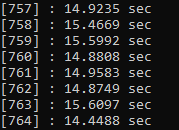 [757] : 14.9235 sec
[758] : 15.4669 sec
[759] : 15.5992 sec
[760] : 14.8808 sec
[761] : 14.9583 sec
[762] : 14.8749 sec
[763] : 15.6097 sec
[764] : 14.4488 sec